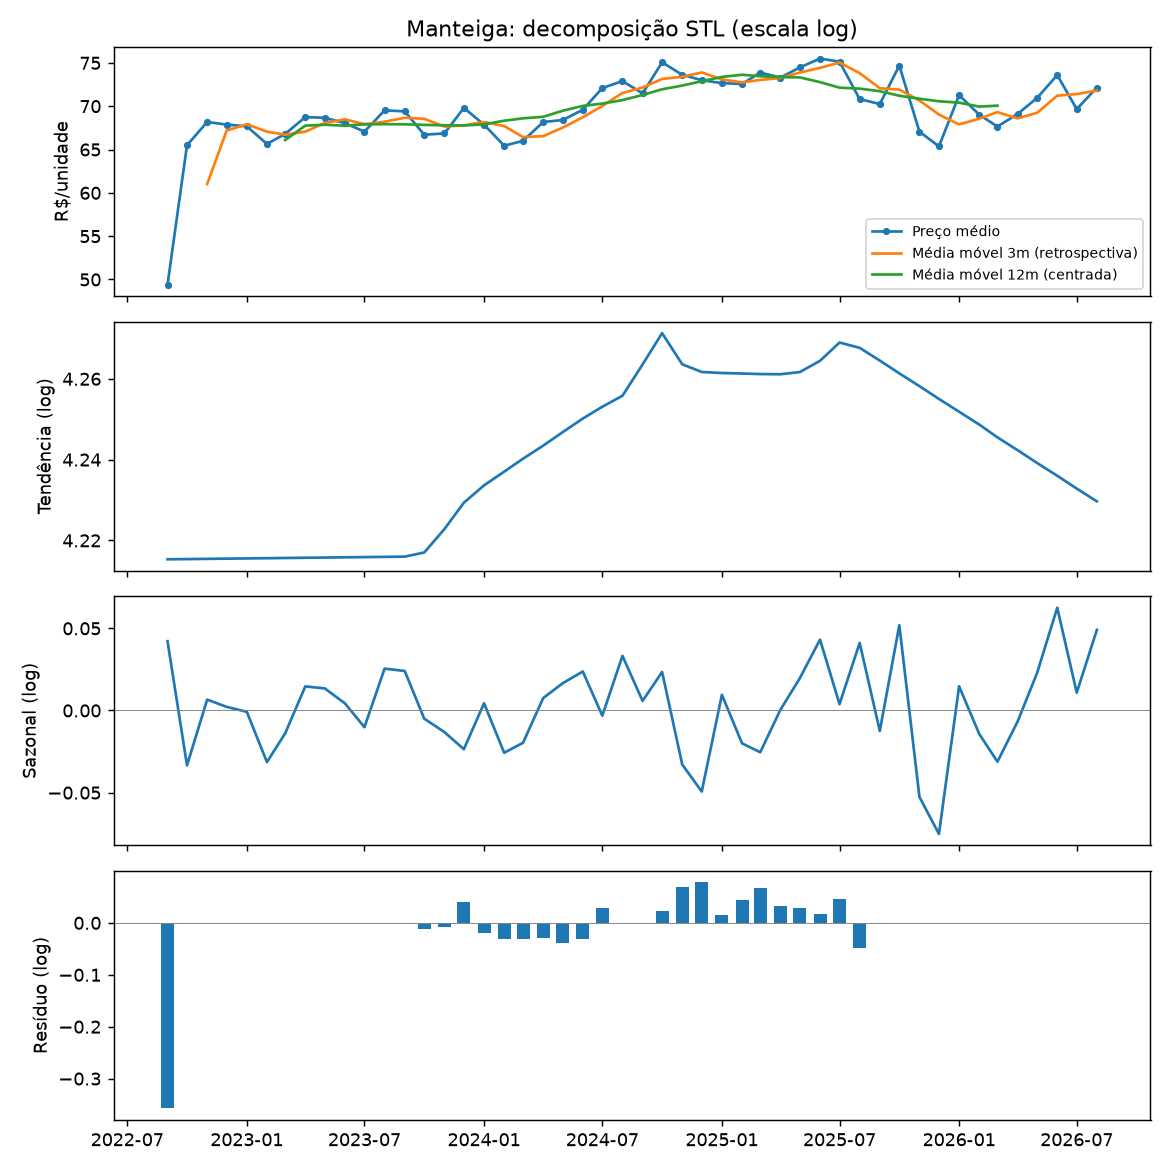 Manteiga: decomposição STL (escala log)
R$/unidade
75
70
65
60
55
50
Preço médio
Média móvel 3m (retrospectiva)
Média móvel 12m (centrada)
Tendência (log)
4.26
4.24
4.22
Sazonal (log)
0.05
0.00
−0.05
Resíduo (log)
0.0
−0.1
−0.2
−0.3
2022-07 2023-01 2023-07 2024-01 2024-07 2025-01 2025-07 2026-01 2026-07